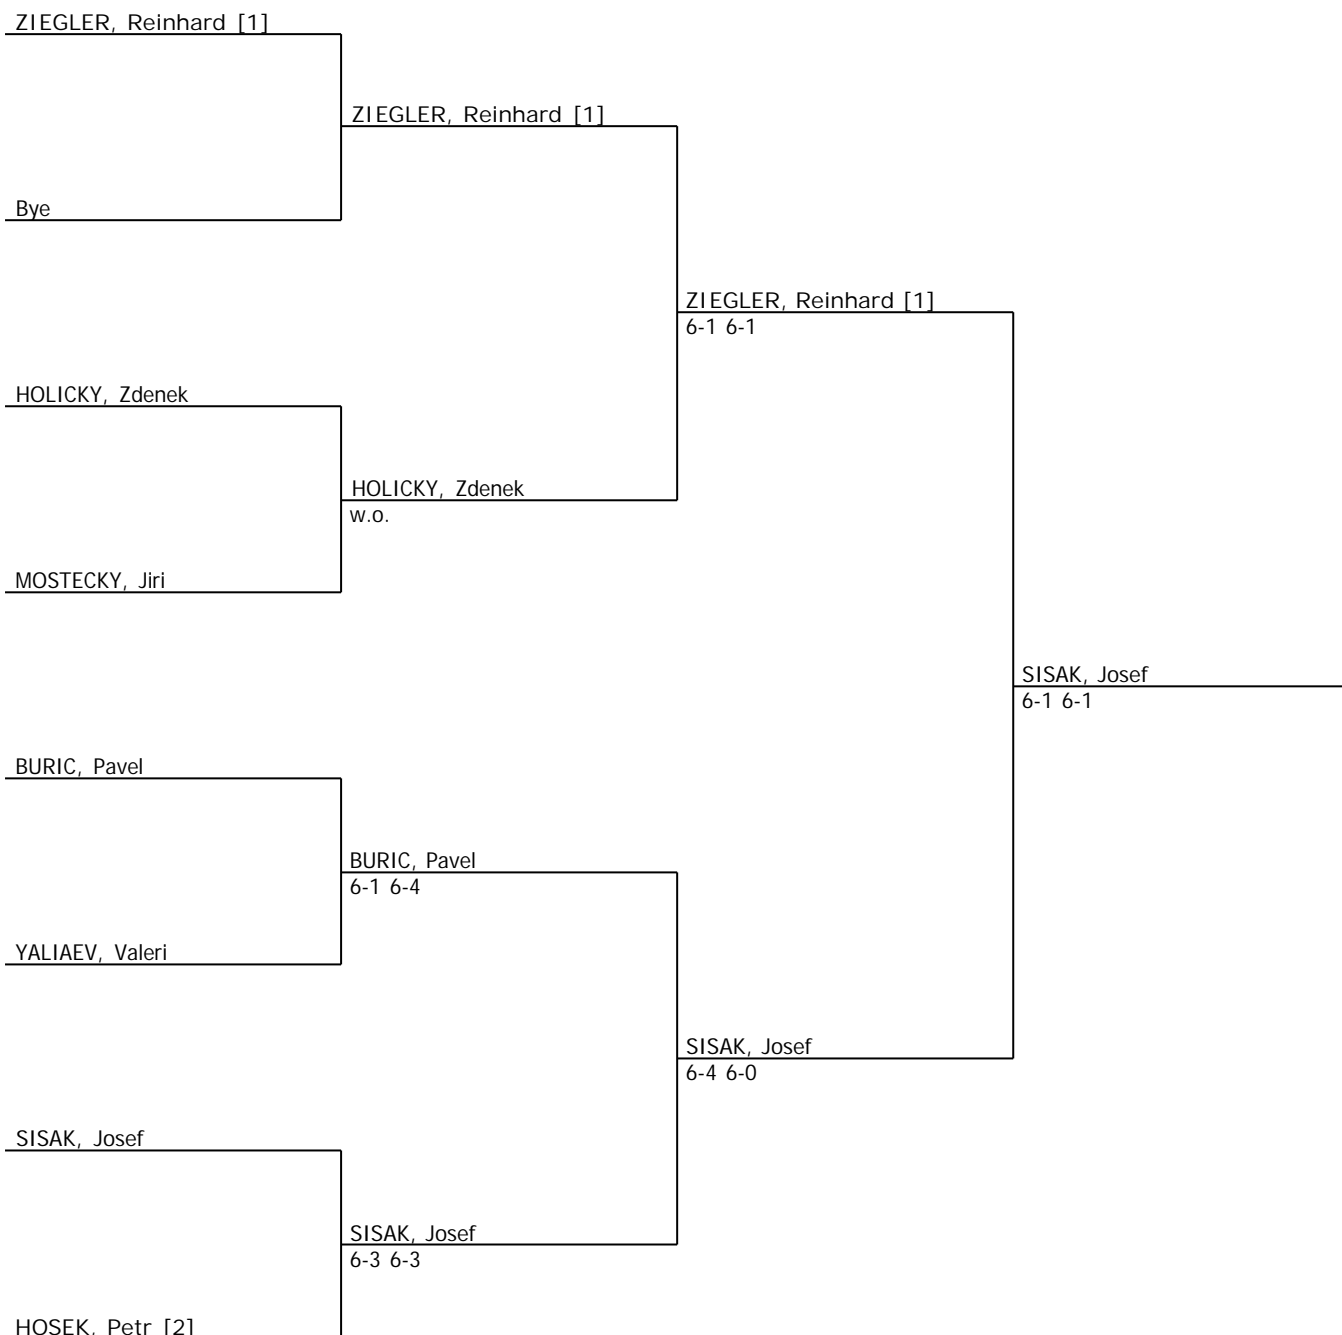 ZIEGLER, Reinhard [1]
ZIEGLER, Reinhard [1]
Bye
ZIEGLER, Reinhard [1]
6-1 6-1
HOLICKY, Zdenek
HOLICKY, Zdenek
w.o.
MOSTECKY, Jiri
SISAK, Josef
6-1 6-1
BURIC, Pavel
BURIC, Pavel
6-1 6-4
YALIAEV, Valeri
SISAK, Josef
6-4 6-0
SISAK, Josef
SISAK, Josef
6-3 6-3
HOSEK, Petr [2]